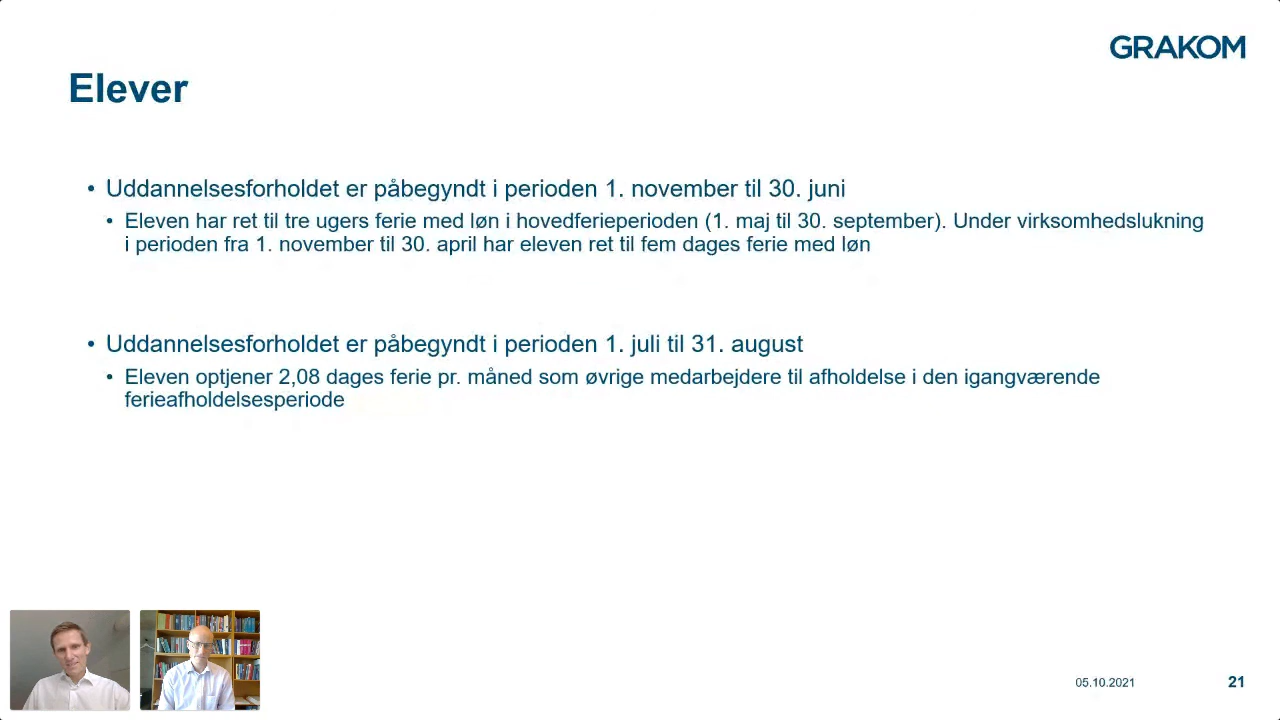 GRAKOM
Elever
• Uddannelsesforholdet er påbegyndt i perioden 1. november til 30. juni
• Eleven har ret til tre ugers ferie med løn i hovedferieperioden (1. maj til 30. september). Under virksomhedslukning
i perioden fra 1. november til 30. april har eleven ret til fem dages ferie med løn
• Uddannelsesforholdet er påbegyndt i perioden 1. juli til 31. august
• Eleven optjener 2,08 dages ferie pr. måned som øvrige medarbejdere til afholdelse i den igangværende
ferieafholdelsesperiode
05.10.2021
21